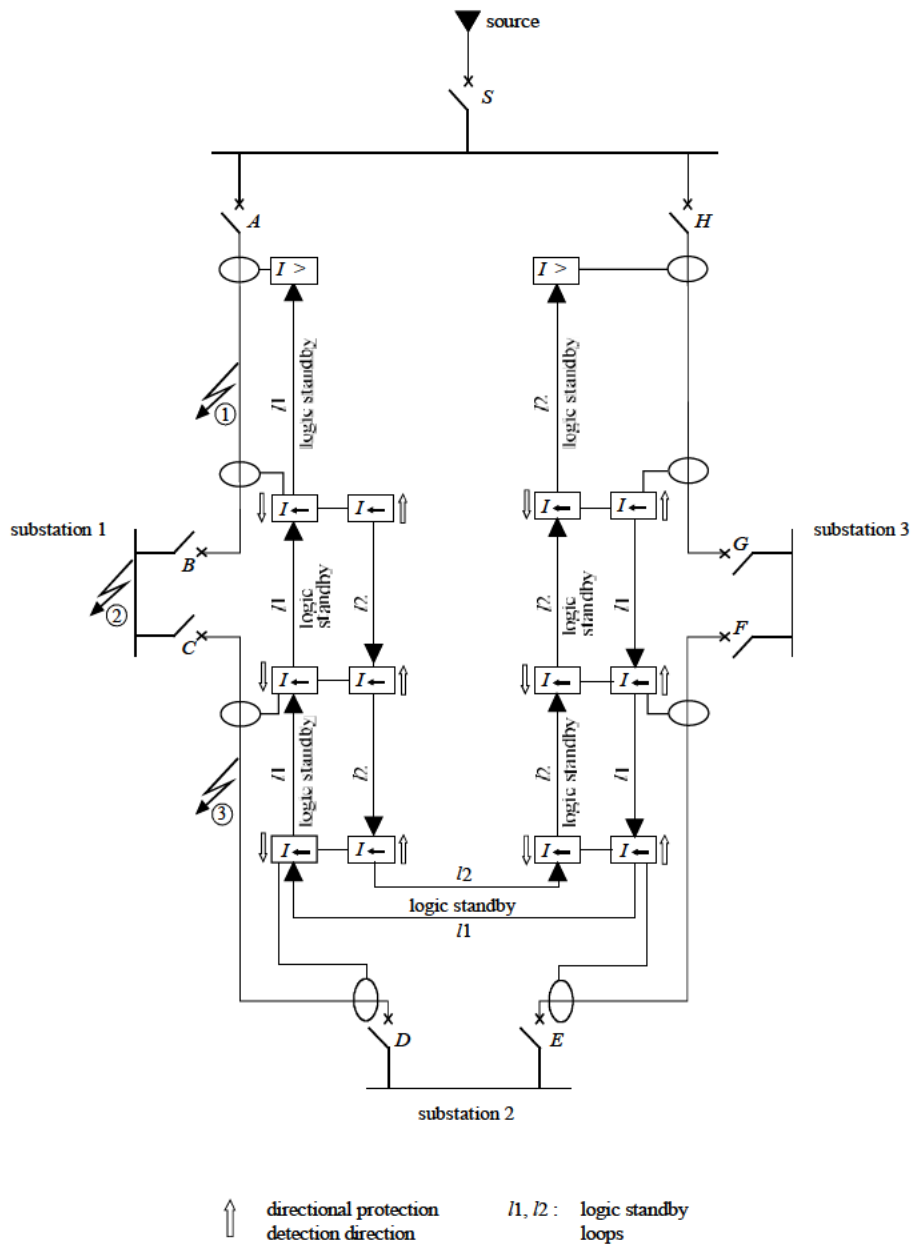 source
S
A
H
I >
I >
l1
logic standby
l2
logic standby
①
substation 1
I
I
I
I
substation 3
B
G
②
l1
logic
standby
l2
l2
logic
standby
l1
C
F
I
I
I
I
③
l1
logic standby
l2
l2
logic standby
l1
I
I
I
I
l2
logic standby
l1
D
E
substation 2
directional protection
detection direction
l1, l2 :
logic standby
loops